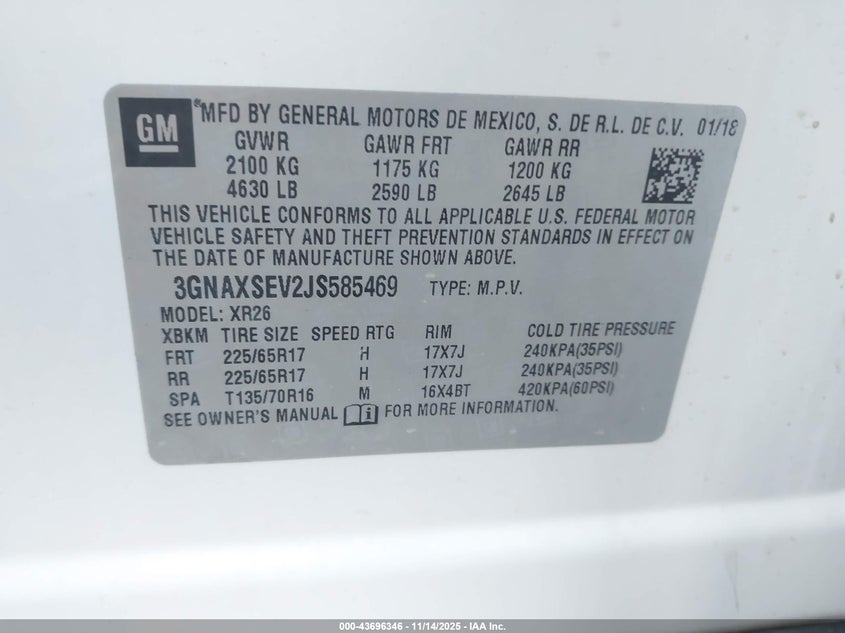 GM
*MFD BY GENERAL MOTORS DE MEXICO, S. DE R.L. DE C.V. 01/18
GVWR GAWR FRT GAWR RR
2100 KG 1175 KG 1200 KG
4630 LB 2590 LB 2645 LB
THIS VEHICLE CONFORMS TO ALL APPLICABLE U.S. FEDERAL MOTOR
VEHICLE SAFETY AND THEFT PREVENTION STANDARDS IN EFFECT ON
THE DATE OF MANUFACTURE SHOWN ABOVE.
3GNAXSEV2JS585469 TYPE: M.P.V.
MODEL: XR26
XBKM TIRE SIZE SPEED RTG RIM COLD TIRE PRESSURE
FRT 225/65R17 H 17X7J 240KPA(35PSI)
RR 225/65R17 H 17X7J 240KPA(35PSI)
SPA T135/70R16 M 16X4BT 420KPA(60PSI)
SEE OWNER'S MANUAL i FOR MORE INFORMATION.
000-43696346 - 11/14/2025 - IAA Inc.